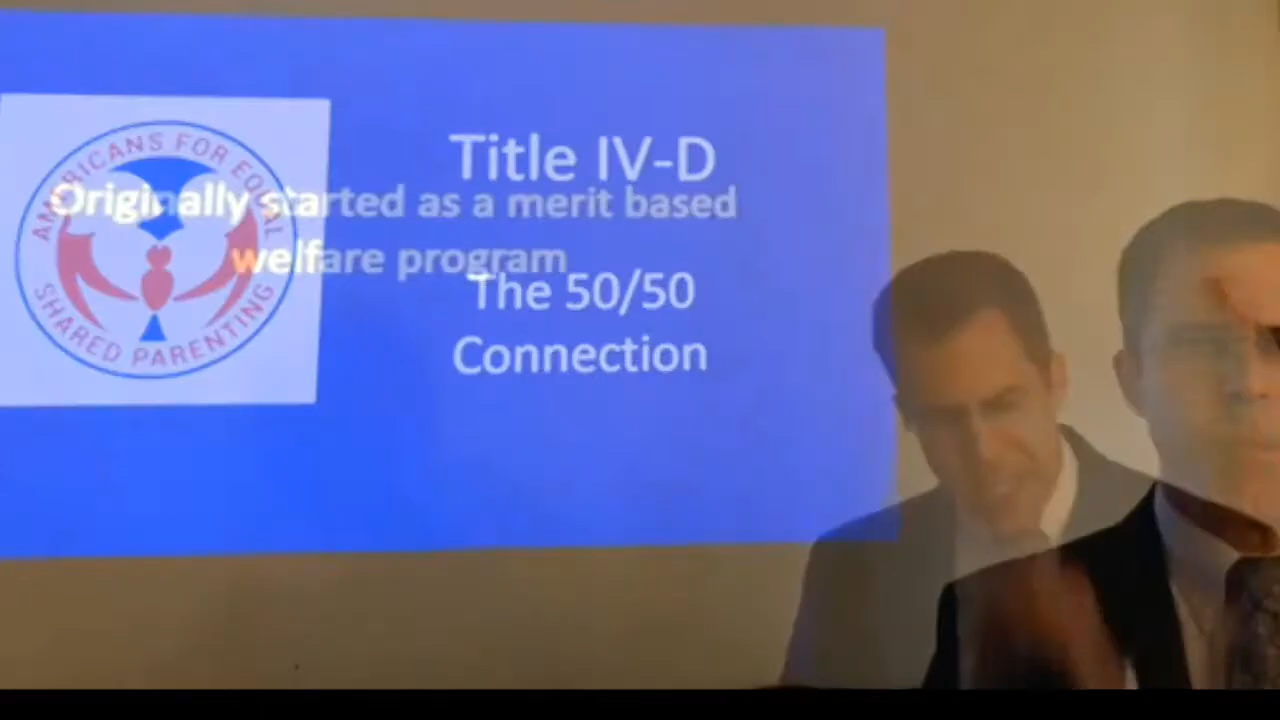 AMERICANS FOR EQUAL
SHARED PARENTING
Title IV-D
Originally started as a merit based
welfare program
The 50/50
Connection